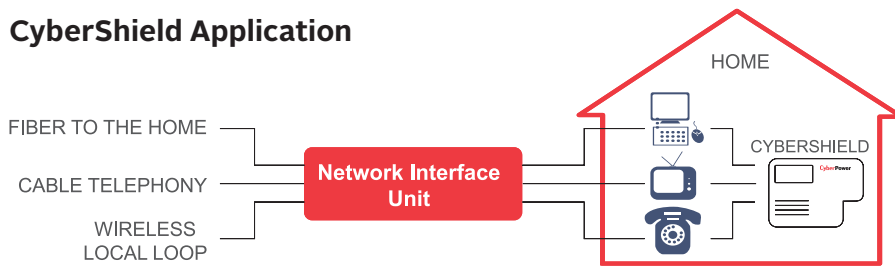 CyberShield Application
HOME
FIBER TO THE HOME
CABLE TELEPHONY
WIRELESS
LOCAL LOOP
Network Interface
Unit
CYBERSHIELD
CyberPower